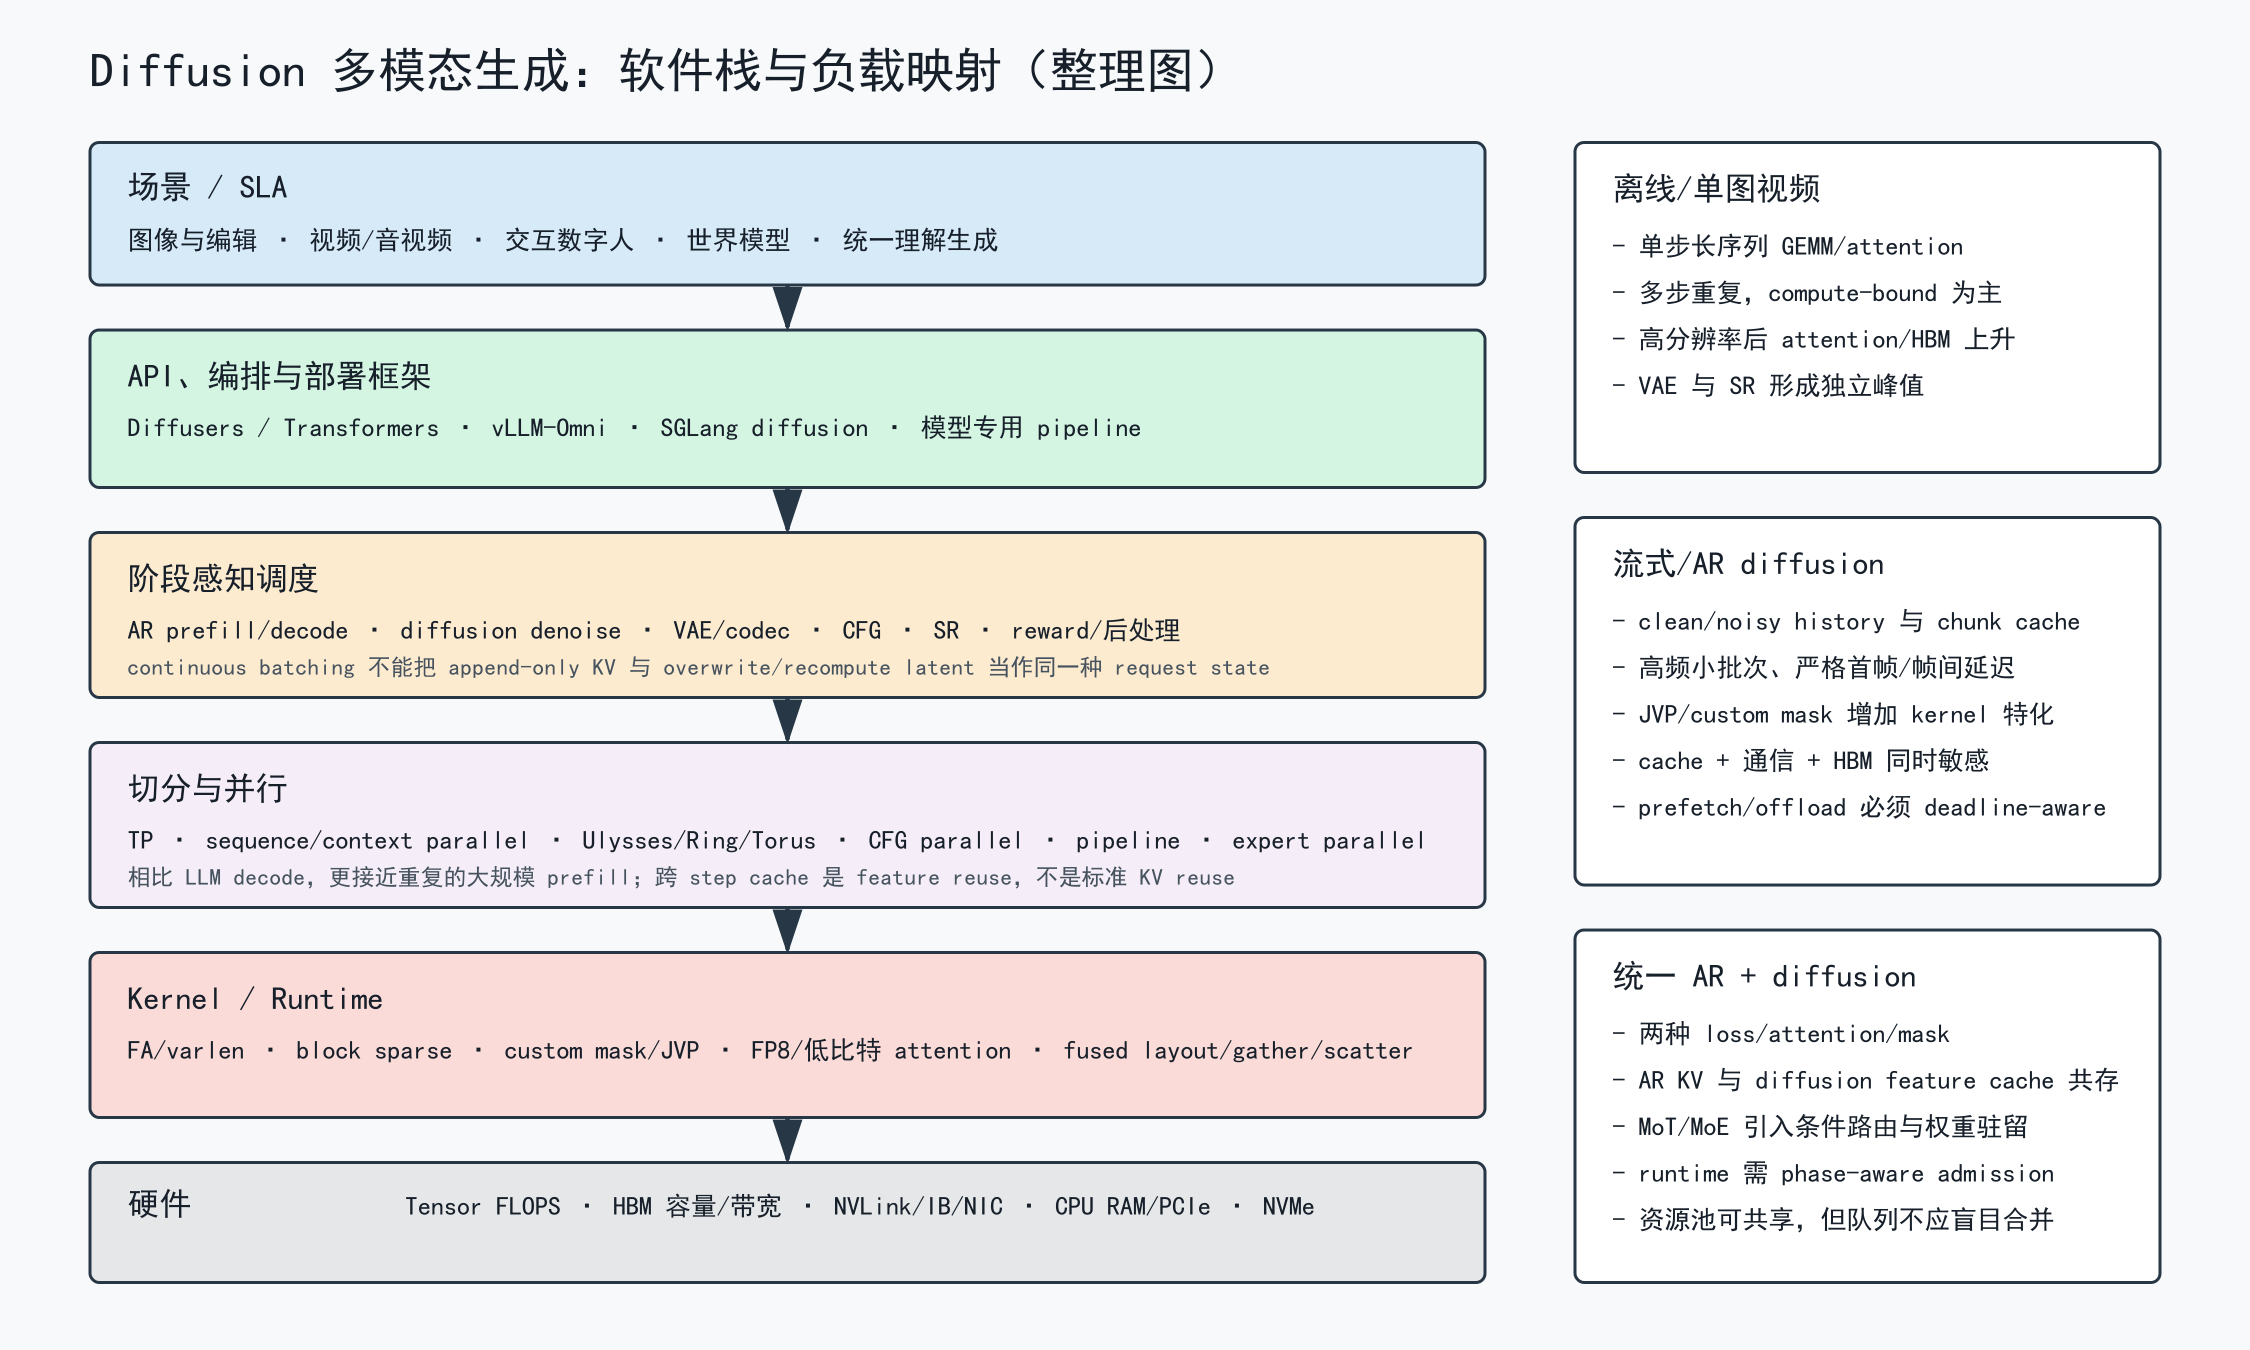 Diffusion 多模态生成：软件栈与负载映射（整理图）
场景 / SLA
图像与编辑 · 视频/音视频 · 交互数字人 · 世界模型 · 统一理解生成
API、编排与部署框架
Diffusers / Transformers · vLLM-Omni · SGLang diffusion · 模型专用 pipeline
阶段感知调度
AR prefill/decode · diffusion denoise · VAE/codec · CFG · SR · reward/后处理
continuous batching 不能把 append-only KV 与 overwrite/recompute latent 当作同一种 request state
切分与并行
TP · sequence/context parallel · Ulysses/Ring/Torus · CFG parallel · pipeline · expert parallel
相比 LLM decode，更接近重复的大规模 prefill；跨 step cache 是 feature reuse，不是标准 KV reuse
Kernel / Runtime
FA/varlen · block sparse · custom mask/JVP · FP8/低比特 attention · fused layout/gather/scatter
硬件
Tensor FLOPS · HBM 容量/带宽 · NVLink/IB/NIC · CPU RAM/PCIe · NVMe
离线/单图视频
- 单步长序列 GEMM/attention
- 多步重复，compute-bound 为主
- 高分辨率后 attention/HBM 上升
- VAE 与 SR 形成独立峰值
流式/AR diffusion
- clean/noisy history 与 chunk cache
- 高频小批次、严格首帧/帧间延迟
- JVP/custom mask 增加 kernel 特化
- cache + 通信 + HBM 同时敏感
- prefetch/offload 必须 deadline-aware
统一 AR + diffusion
- 两种 loss/attention/mask
- AR KV 与 diffusion feature cache 共存
- MoT/MoE 引入条件路由与权重驻留
- runtime 需 phase-aware admission
- 资源池可共享，但队列不应盲目合并